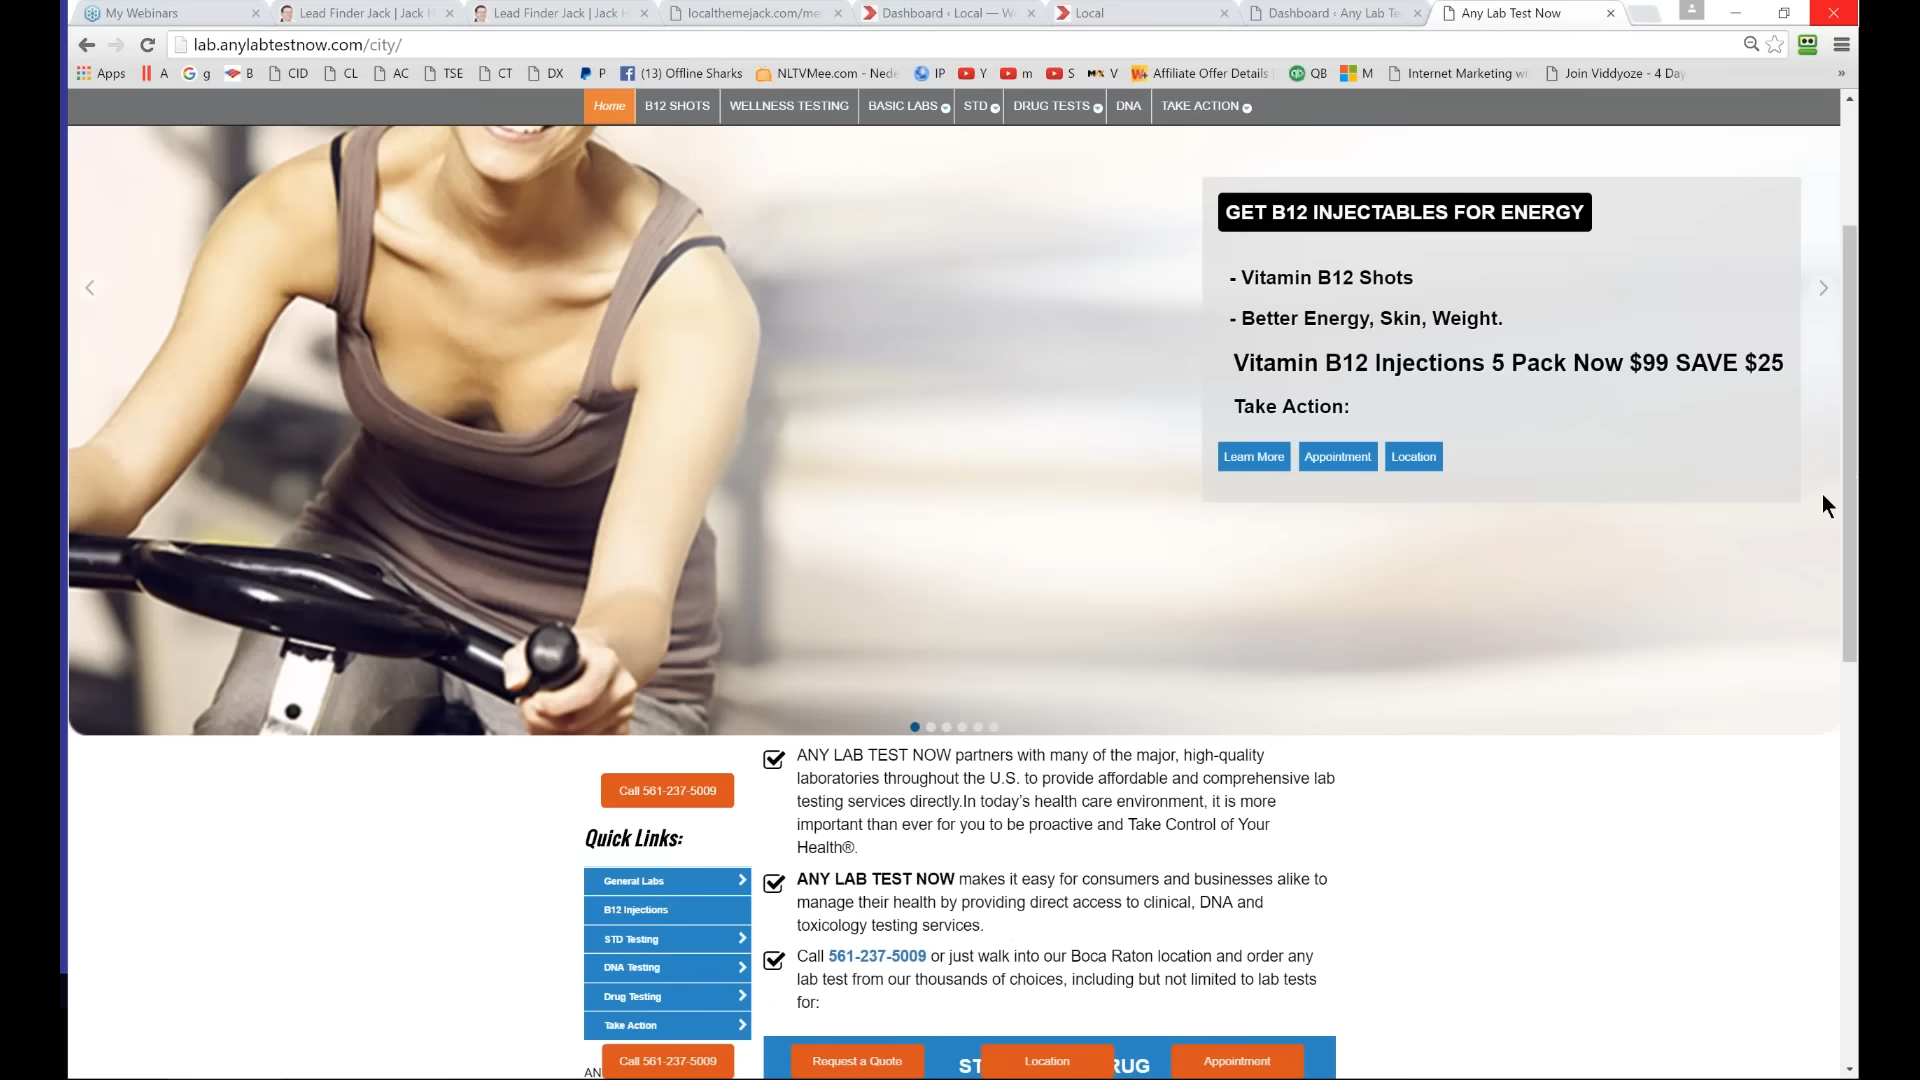 My Webinars
Lead Finder Jack | Jack H
Lead Finder Jack | Jack H
localthemejack.com/me
Dashboard ‹ Local — W
Local
Dashboard ‹ Any Lab Te
Any Lab Test Now
lab.anylabtestnow.com/city/
Apps A g B CID CL AC TSE CT DX P (13) Offline Sharks NLTVMee.com - Nede IP Y m S V Affiliate Offer Details QB M Internet Marketing wi Join Viddyoze - 4 Day »
Home B12 SHOTS WELLNESS TESTING BASIC LABS STD DRUG TESTS DNA TAKE ACTION
GET B12 INJECTABLES FOR ENERGY
- Vitamin B12 Shots
- Better Energy, Skin, Weight.
Vitamin B12 Injections 5 Pack Now $99 SAVE $25
Take Action:
Learn More Appointment Location
Call 561-237-5009
Quick Links:
General Labs
B12 Injections
STD Testing
DNA Testing
Drug Testing
Take Action
ANY LAB TEST NOW partners with many of the major, high-quality
laboratories throughout the U.S. to provide affordable and comprehensive lab
testing services directly.In today's health care environment, it is more
important than ever for you to be proactive and Take Control of Your
Health®.
ANY LAB TEST NOW makes it easy for consumers and businesses alike to
manage their health by providing direct access to clinical, DNA and
toxicology testing services.
Call 561-237-5009 or just walk into our Boca Raton location and order any
lab test from our thousands of choices, including but not limited to lab tests
for:
AN Call 561-237-5009 Request a Quote ST Location RUG Appointment